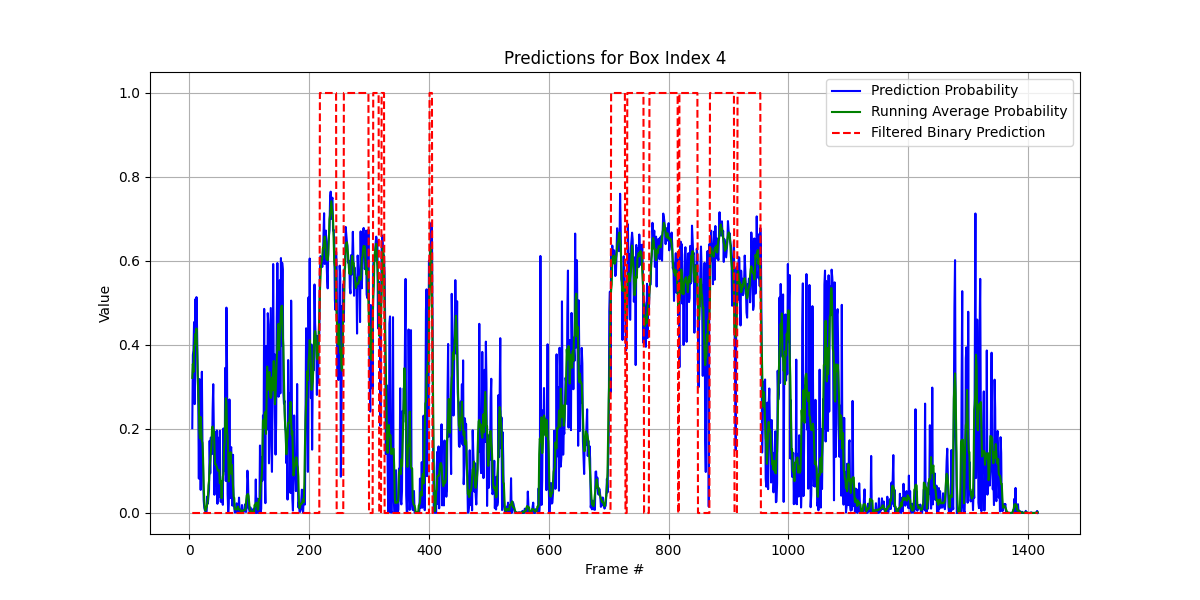 Predictions for Box Index 4
Prediction Probability
Running Average Probability
Filtered Binary Prediction
Value
1.0
0.8
0.6
0.4
0.2
0.0
0
200
400
600
800
1000
1200
1400
Frame #